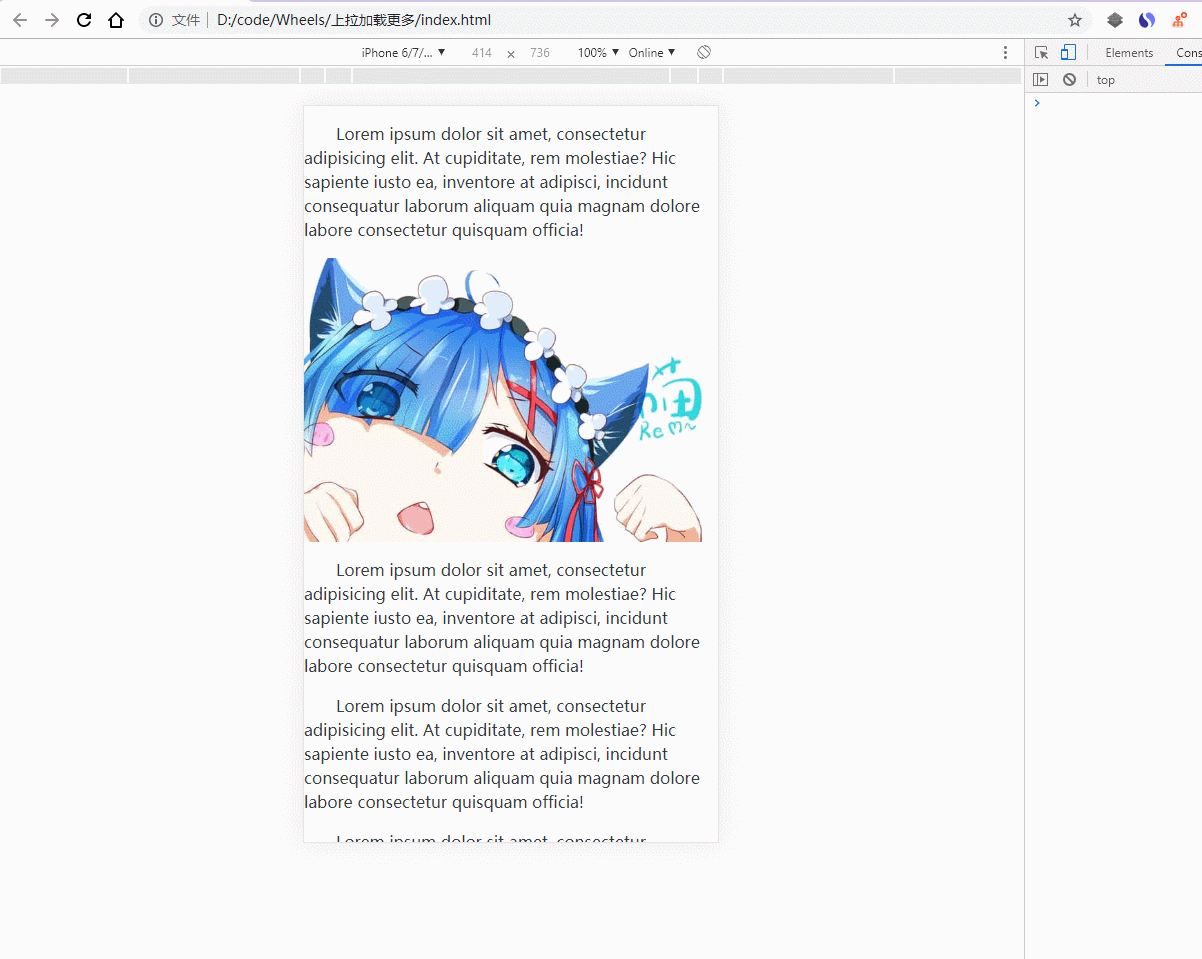 文件 D:/code/Wheels/上拉加载更多/index.html
iPhone 6/7/... 414 × 736 100% Online
Elements Cons
top
Lorem ipsum dolor sit amet, consectetur
adipisicing elit. At cupiditate, rem molestiae? Hic
sapiente iusto ea, inventore at adipisci, incidunt
consequatur laborum aliquam quia magnam dolore
labore consectetur quisquam officia!
喵
Rem~
Lorem ipsum dolor sit amet, consectetur
adipisicing elit. At cupiditate, rem molestiae? Hic
sapiente iusto ea, inventore at adipisci, incidunt
consequatur laborum aliquam quia magnam dolore
labore consectetur quisquam officia!
Lorem ipsum dolor sit amet, consectetur
adipisicing elit. At cupiditate, rem molestiae? Hic
sapiente iusto ea, inventore at adipisci, incidunt
consequatur laborum aliquam quia magnam dolore
labore consectetur quisquam officia!
Lorem ipsum dolor sit amet, consectetur